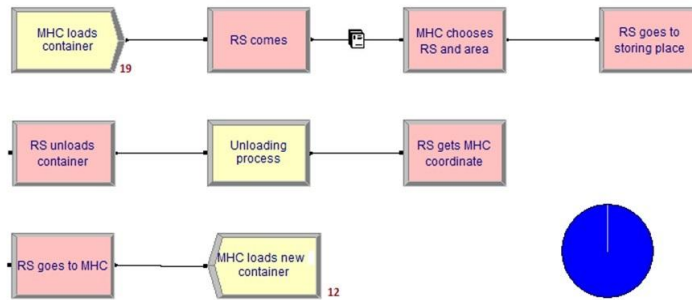 MHC loads
container
19
RS comes
MHC chooses
RS and area
RS goes to
storing place
RS unloads
container
Unloading
process
RS gets MHC
coordinate
RS goes to MHC
MHC loads new
container
12